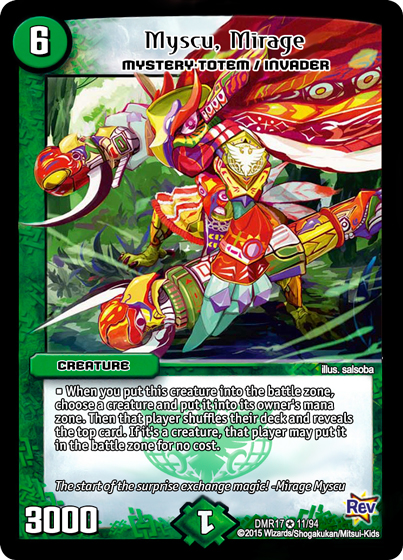 6
Myscu, Mirage
MYSTERY TOTEM / INVADER
CREATURE
illus. salsoba
▪ When you put this creature into the battle zone,
choose a creature and put it into its owner's mana
zone. Then that player shuffles their deck and reveals
the top card. If it's a creature, that player may put it
in the battle zone for no cost.
The start of the surprise exchange magic! -Mirage Myscu
Rev
3000
1
DMR17 ✪ 11/94
©2015 Wizards/Shogakukan/Mitsui-Kids